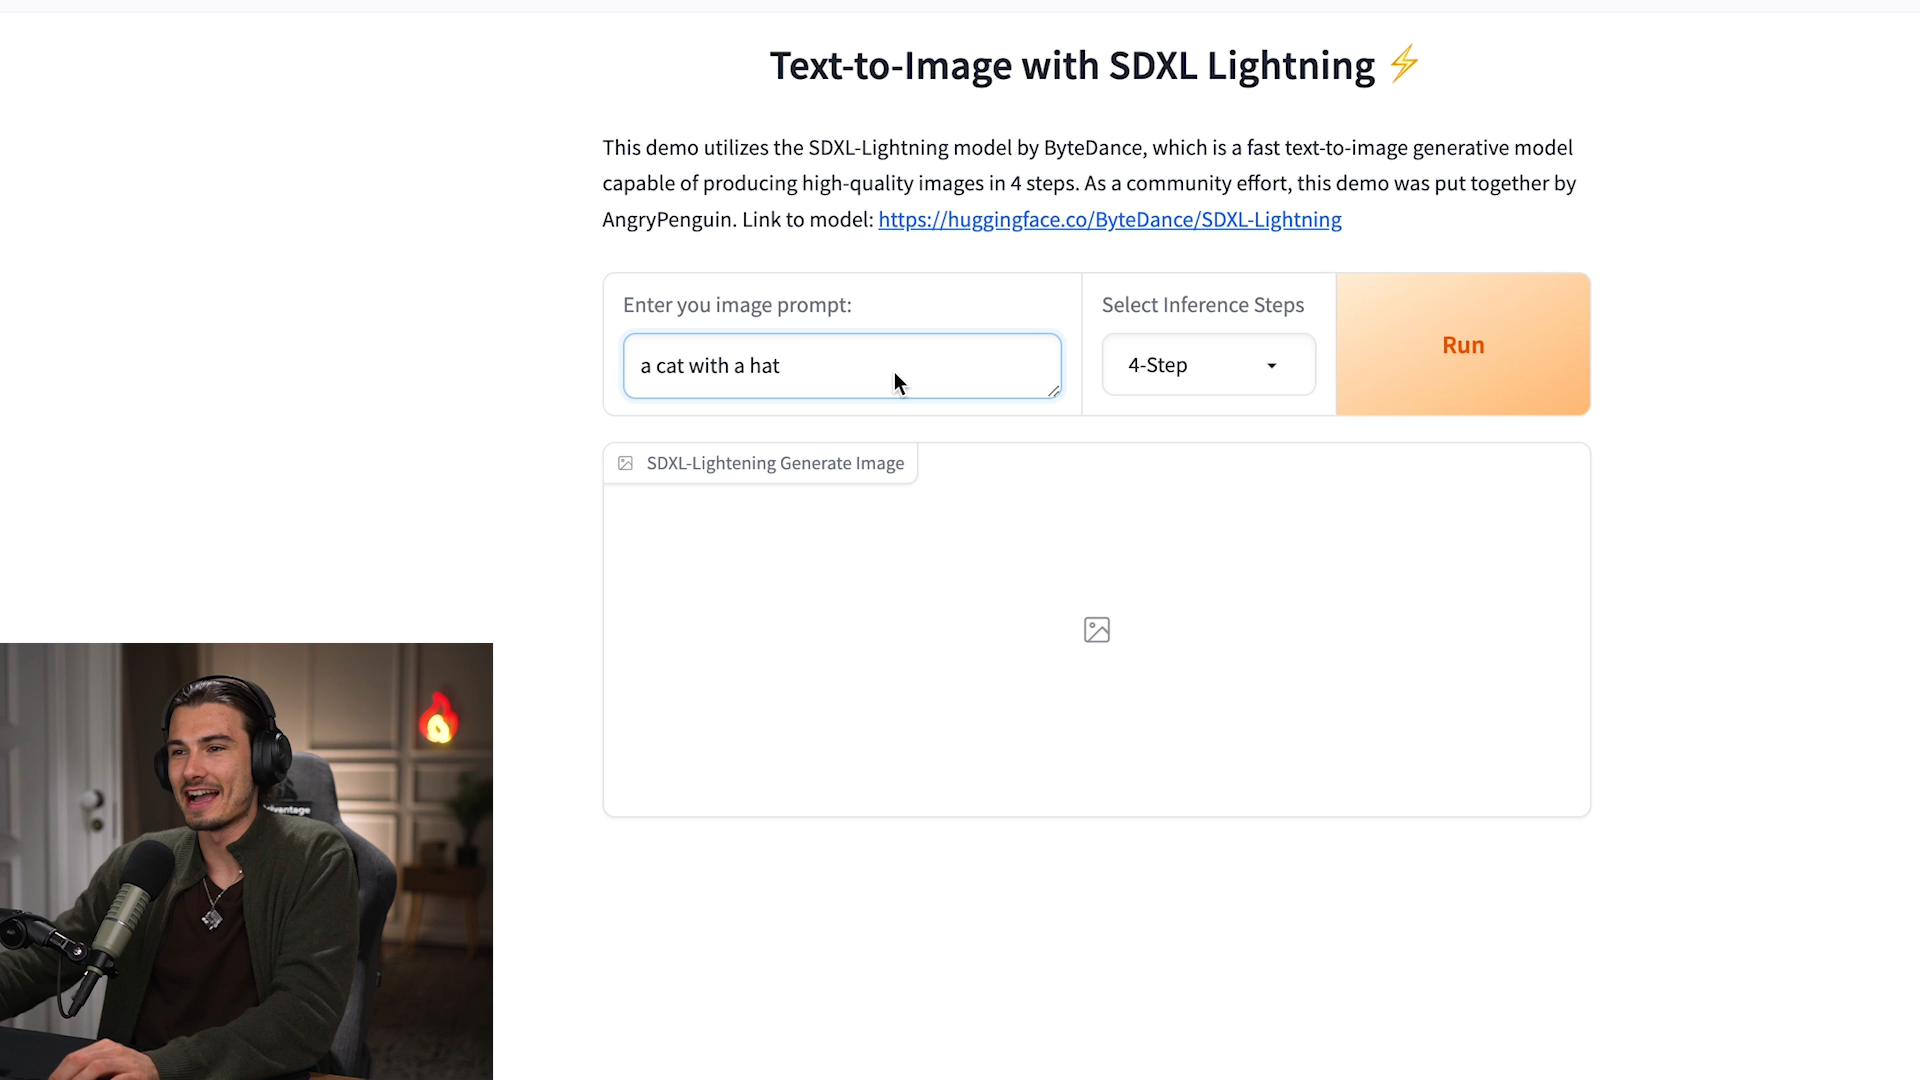 Text-to-Image with SDXL Lightning ⚡
This demo utilizes the SDXL-Lightning model by ByteDance, which is a fast text-to-image generative model
capable of producing high-quality images in 4 steps. As a community effort, this demo was put together by
AngryPenguin. Link to model: https://huggingface.co/ByteDance/SDXL-Lightning
Enter you image prompt:
Select Inference Steps
a cat with a hat
4-Step
Run
SDXL-Lightening Generate Image